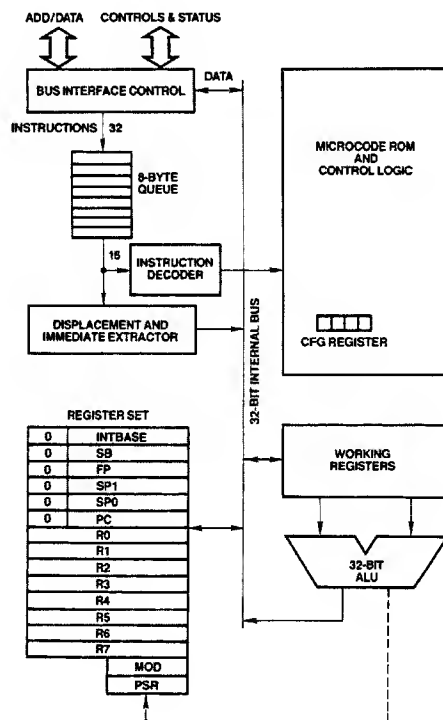 ADD/DATA
CONTROLS & STATUS
BUS INTERFACE CONTROL
DATA
INSTRUCTIONS
32
8-BYTE
QUEUE
MICROCODE ROM
AND
CONTROL LOGIC
15
INSTRUCTION
DECODER
DISPLACEMENT AND
IMMEDIATE EXTRACTOR
CFG REGISTER
32-BIT INTERNAL BUS
REGISTER SET
0 INTBASE
0 SB
0 FP
0 SP1
0 SP0
0 PC
R0
R1
R2
R3
R4
R5
R6
R7
MOD
PSR
WORKING
REGISTERS
32-BIT
ALU